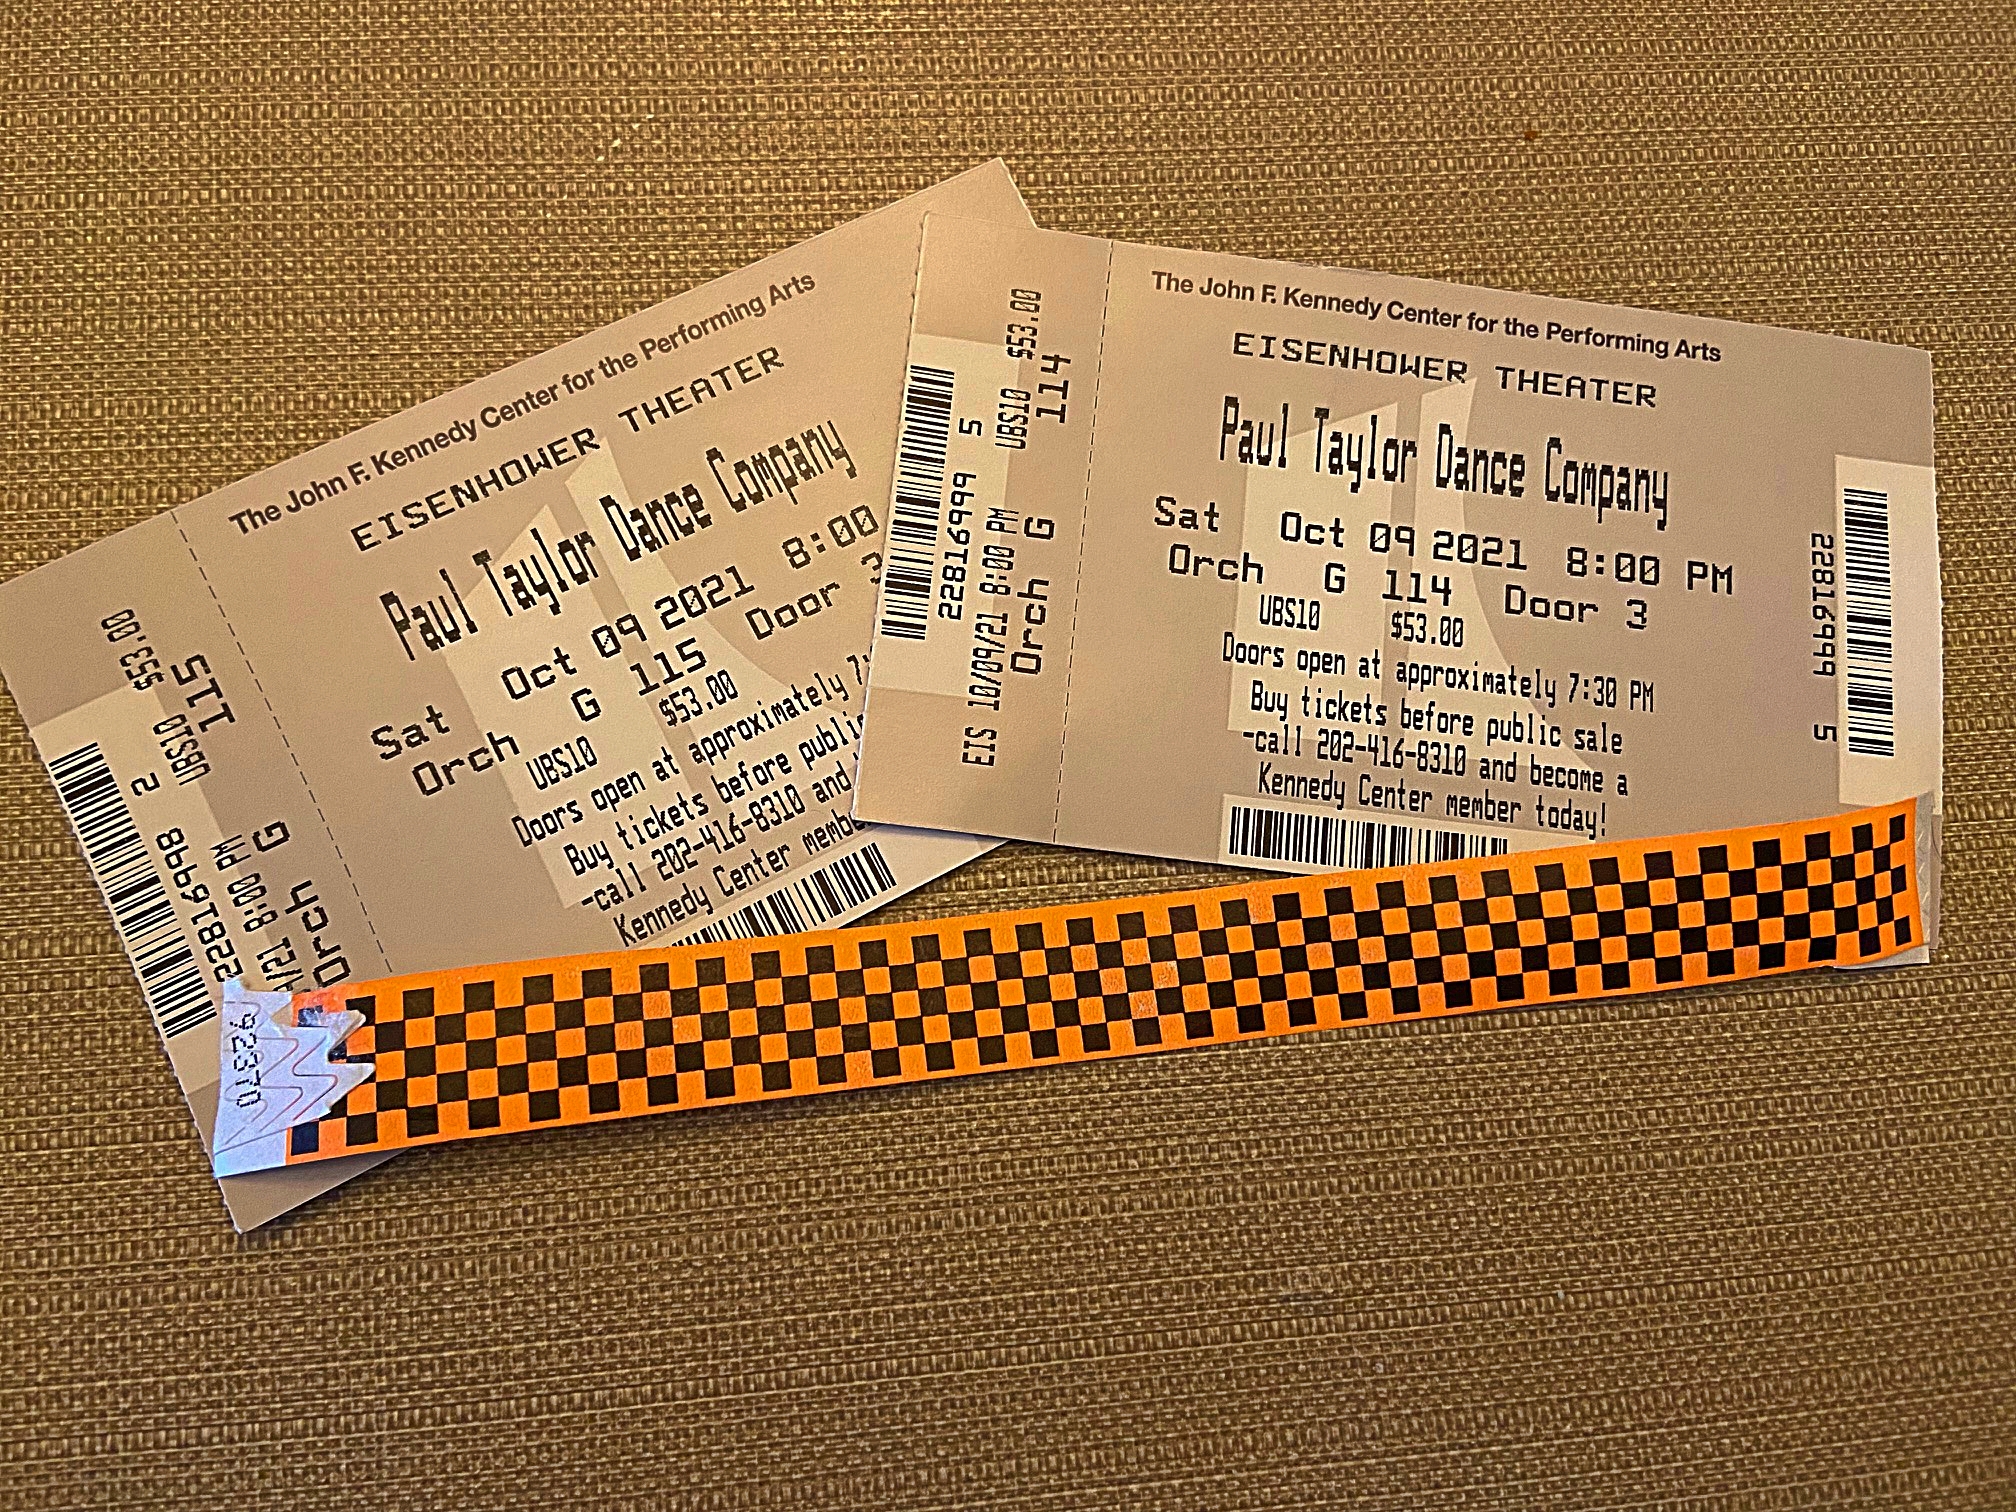 The John F. Kennedy Center for the Performing Arts
EISENHOWER THEATER
Paul Taylor Dance Company
Sat Oct 09 2021 8:00
Orch G 115 Door 3
UBS10 $53.00
Doors open at approximately
Buy tickets before public
-call 202-416-8310 and
Kennedy Center
22816998 2
8:00 PM UBS10 $53.00
Orch G 115
The John F. Kennedy Center for the Performing Arts
EISENHOWER THEATER
Paul Taylor Dance Company
Sat Oct 09 2021 8:00 PM
Orch G 114 Door 3
UBS10 $53.00
Doors open at approximately 7:30 PM
Buy tickets before public sale
-call 202-416-8310 and become a
Kennedy Center member today!
22816999 5
EIS 10/09/21 8:00 PM UBS10 $53.00
Orch G 114
22816999 5
092370